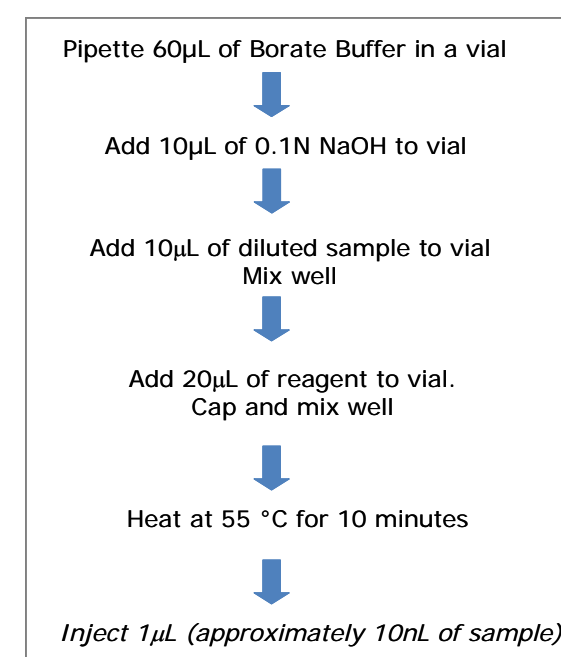 Pipette 60µL of Borate Buffer in a vial
Add 10µL of 0.1N NaOH to vial
Add 10µL of diluted sample to vial
Mix well
Add 20µL of reagent to vial.
Cap and mix well
Heat at 55 °C for 10 minutes
Inject 1µL (approximately 10nL of sample)